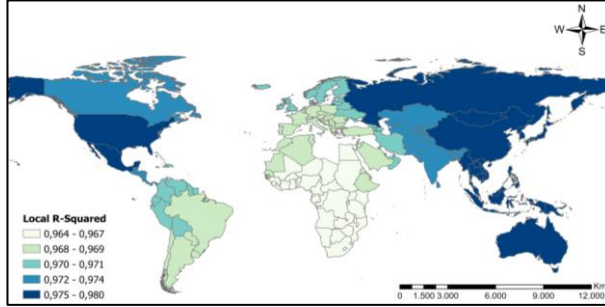 N
W E
S
Local R-Squared
0,964 - 0,967
0,968 - 0,969
0,970 - 0,971
0,972 - 0,974
0,975 - 0,980
Km
0 1.500 3.000 6.000 9.000 12.000